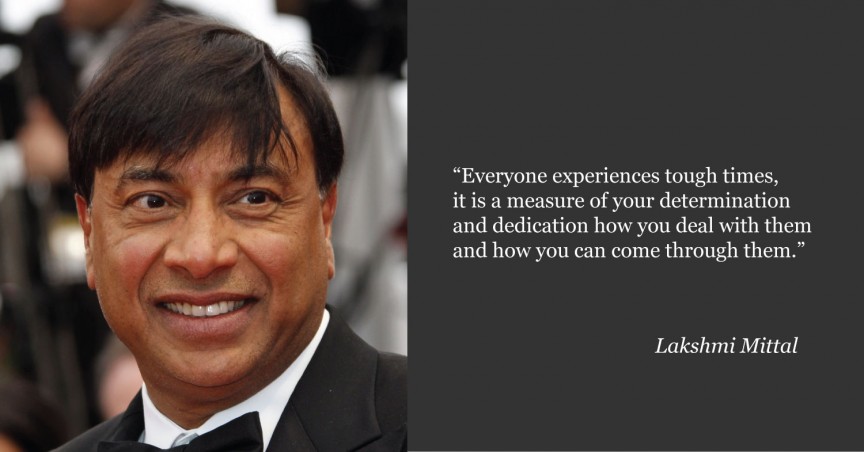 “Everyone experiences tough times,
it is a measure of your determination
and dedication how you deal with them
and how you can come through them.”
Lakshmi Mittal